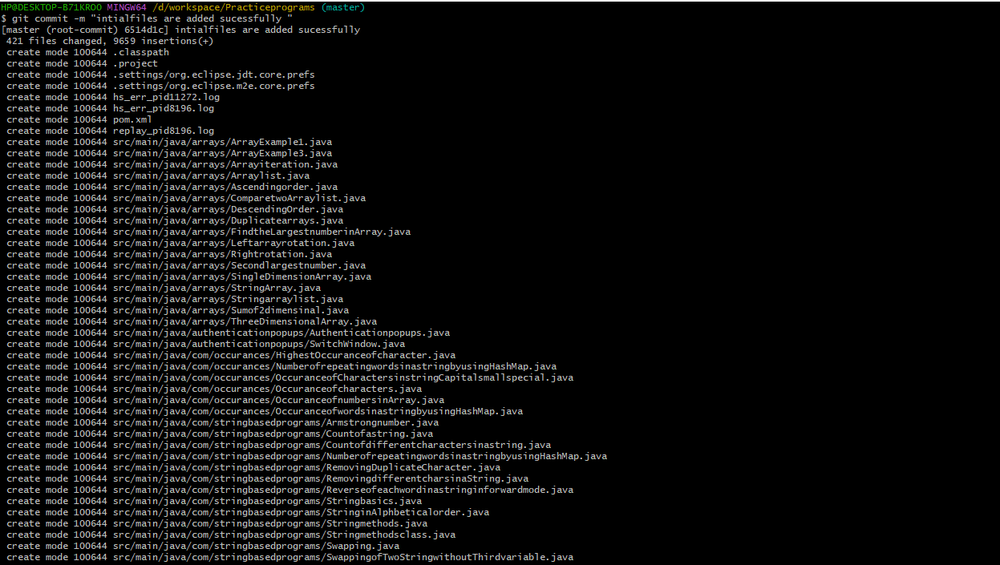 HP@DESKTOP-B71KROO MINGW64 /d/workspace/Practiceprograms (master)
$ git commit -m "intialfiles are added sucessfully "
[master (root-commit) 6514d1c] intialfiles are added sucessfully
 421 files changed, 9659 insertions(+)
 create mode 100644 .classpath
 create mode 100644 .project
 create mode 100644 .settings/org.eclipse.jdt.core.prefs
 create mode 100644 .settings/org.eclipse.m2e.core.prefs
 create mode 100644 hs_err_pid11272.log
 create mode 100644 hs_err_pid8196.log
 create mode 100644 pom.xml
 create mode 100644 replay_pid8196.log
 create mode 100644 src/main/java/arrays/ArrayExample1.java
 create mode 100644 src/main/java/arrays/ArrayExample3.java
 create mode 100644 src/main/java/arrays/Arrayiteration.java
 create mode 100644 src/main/java/arrays/Arraylist.java
 create mode 100644 src/main/java/arrays/Ascendingorder.java
 create mode 100644 src/main/java/arrays/ComparetwoArraylist.java
 create mode 100644 src/main/java/arrays/DescendingOrder.java
 create mode 100644 src/main/java/arrays/Duplicatearrays.java
 create mode 100644 src/main/java/arrays/FindtheLargestnumberinArray.java
 create mode 100644 src/main/java/arrays/Leftarrayrotation.java
 create mode 100644 src/main/java/arrays/Rightrotation.java
 create mode 100644 src/main/java/arrays/Secondlargestnumber.java
 create mode 100644 src/main/java/arrays/SingleDimensionArray.java
 create mode 100644 src/main/java/arrays/StringArray.java
 create mode 100644 src/main/java/arrays/Stringarraylist.java
 create mode 100644 src/main/java/arrays/Sumof2dimensinal.java
 create mode 100644 src/main/java/arrays/ThreeDimensionalArray.java
 create mode 100644 src/main/java/authenticationpopups/Authenticationpopups.java
 create mode 100644 src/main/java/authenticationpopups/SwitchWindow.java
 create mode 100644 src/main/java/com/occurances/HighestOccuranceofcharacter.java
 create mode 100644 src/main/java/com/occurances/NumberofrepeatingwordsinastringbyusingHashMap.java
 create mode 100644 src/main/java/com/occurances/OccuranceofCharactersinstringCapitalsmallspecial.java
 create mode 100644 src/main/java/com/occurances/Occuranceofcharacters.java
 create mode 100644 src/main/java/com/occurances/OccuranceofnumbersinArray.java
 create mode 100644 src/main/java/com/occurances/OccuranceofwordsinastringbyusingHashMap.java
 create mode 100644 src/main/java/com/stringbasedprograms/Armstrongnumber.java
 create mode 100644 src/main/java/com/stringbasedprograms/Countofastring.java
 create mode 100644 src/main/java/com/stringbasedprograms/Countofdifferentcharactersinastring.java
 create mode 100644 src/main/java/com/stringbasedprograms/NumberofrepeatingwordsinastringbyusingHashMap.java
 create mode 100644 src/main/java/com/stringbasedprograms/RemovingDuplicateCharacter.java
 create mode 100644 src/main/java/com/stringbasedprograms/RemovingdifferentcharsinaString.java
 create mode 100644 src/main/java/com/stringbasedprograms/Reverseofeachwordinastringinforwardmode.java
 create mode 100644 src/main/java/com/stringbasedprograms/Stringbasics.java
 create mode 100644 src/main/java/com/stringbasedprograms/StringinAlphbeticalorder.java
 create mode 100644 src/main/java/com/stringbasedprograms/Stringmethods.java
 create mode 100644 src/main/java/com/stringbasedprograms/Stringmethodsclass.java
 create mode 100644 src/main/java/com/stringbasedprograms/Swapping.java
 create mode 100644 src/main/java/com/stringbasedprograms/SwappingofTwoStringwithoutThirdvariable.java